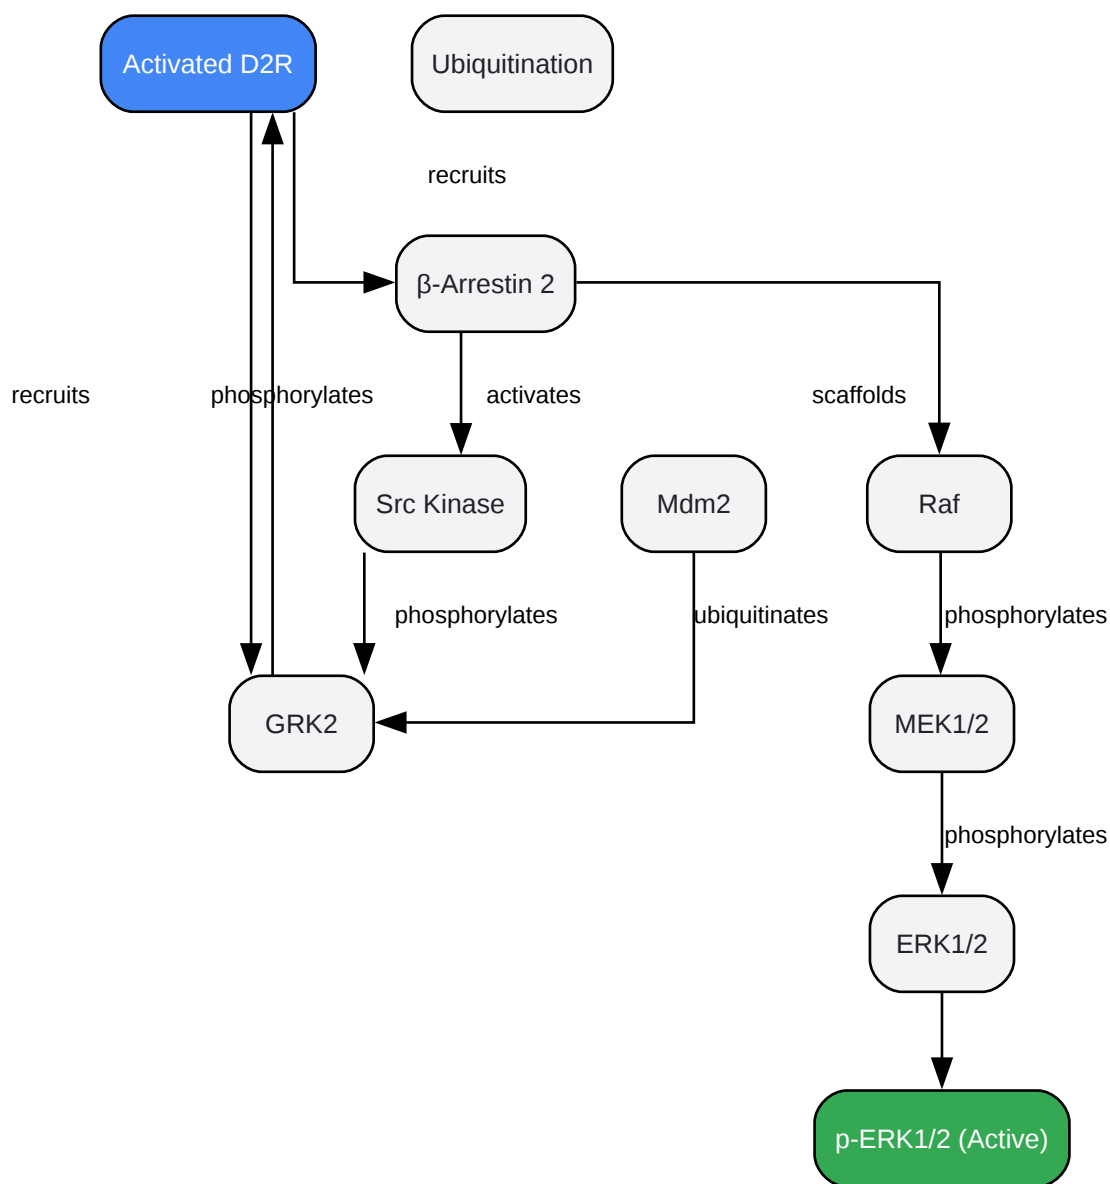 Activated D2R
Ubiquitination
recruits
β-Arrestin 2
recruits
phosphorylates
activates
scaffolds
Src Kinase
Mdm2
Raf
phosphorylates
ubiquitinates
phosphorylates
GRK2
MEK1/2
phosphorylates
ERK1/2
p-ERK1/2 (Active)